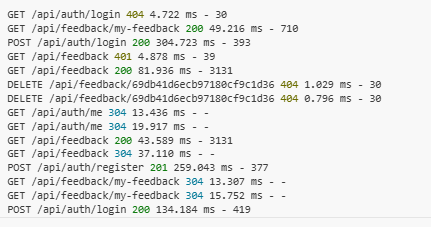 GET /api/auth/login 404 4.722 ms - 30
GET /api/feedback/my-feedback 200 49.216 ms - 710
POST /api/auth/login 200 304.723 ms - 393
GET /api/feedback 401 4.878 ms - 39
GET /api/feedback 200 81.936 ms - 3131
DELETE /api/feedback/69db41d6ecb97180cf9c1d36 404 1.029 ms - 30
DELETE /api/feedback/69db41d6ecb97180cf9c1d36 404 0.796 ms - 30
GET /api/auth/me 304 13.436 ms - -
GET /api/auth/me 304 19.917 ms - -
GET /api/feedback 200 43.589 ms - 3131
GET /api/feedback 304 37.110 ms - -
POST /api/auth/register 201 259.043 ms - 377
GET /api/feedback/my-feedback 304 13.307 ms - -
GET /api/feedback/my-feedback 304 15.752 ms - -
POST /api/auth/login 200 134.184 ms - 419